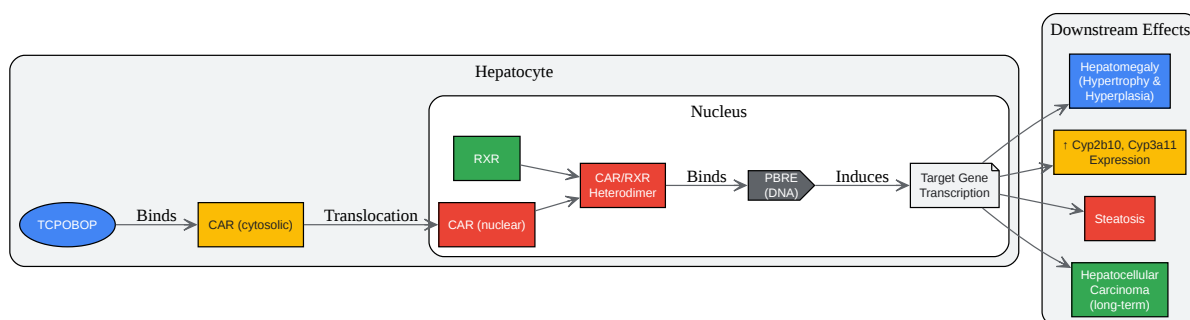 Downstream Effects
Hepatocyte
Nucleus
Hepatomegaly
(Hypertrophy &
Hyperplasia)
RXR
CAR/RXR
Heterodimer
Binds
PBRE
(DNA)
Induces
Target Gene
Transcription
↑ Cyp2b10, Cyp3a11
Expression
TCPOBOP
Binds
CAR (cytosolic)
Translocation
CAR (nuclear)
Steatosis
Hepatocellular
Carcinoma
(long-term)